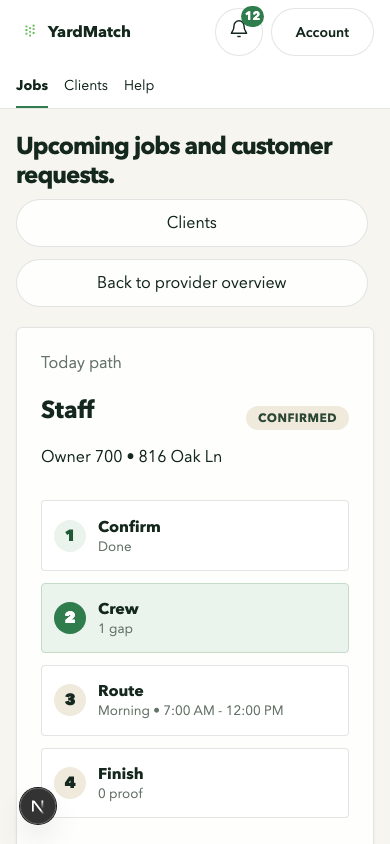 YardMatch
12
Account
Jobs Clients Help
Upcoming jobs and customer
requests.
Clients
Back to provider overview
Today path
Staff
CONFIRMED
Owner 700 • 816 Oak Ln
1
Confirm
Done
2
Crew
1 gap
3
Route
Morning • 7:00 AM - 12:00 PM
4
Finish
0 proof
N